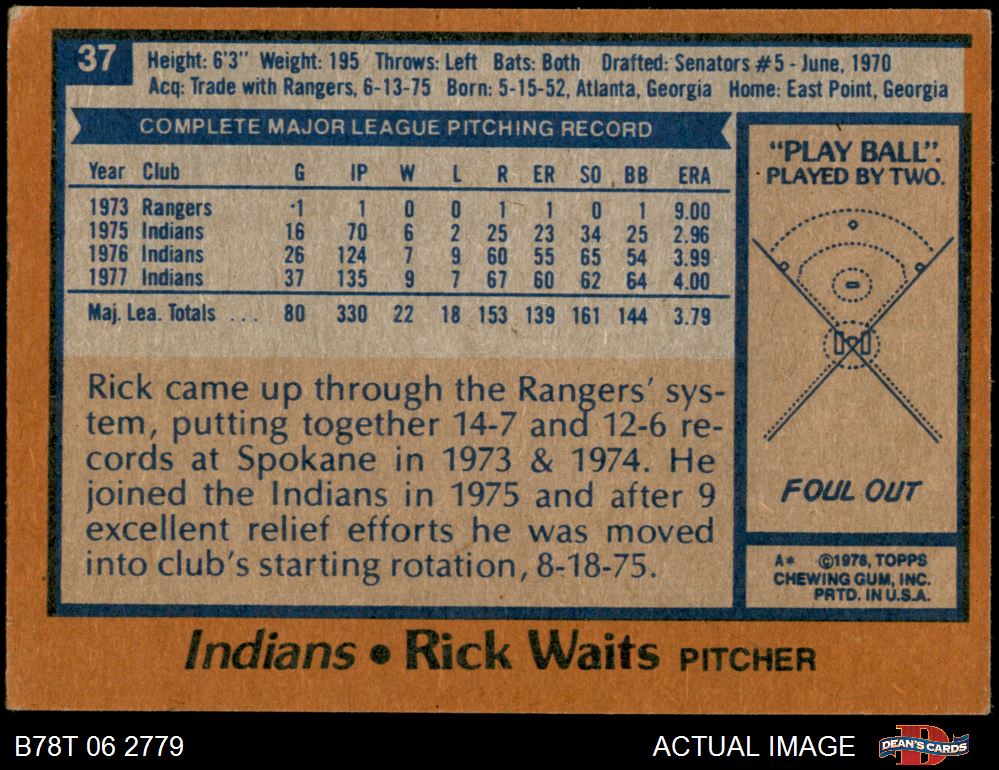 37
Height: 6'3" Weight: 195 Throws: Left Bats: Both Drafted: Senators #5 - June, 1970
Acq: Trade with Rangers, 6-13-75 Born: 5-15-52, Atlanta, Georgia Home: East Point, Georgia
COMPLETE MAJOR LEAGUE PITCHING RECORD
Year Club G IP W L R ER SO BB ERA
1973 Rangers 1 1 0 0 1 1 0 1 9.00
1975 Indians 16 70 6 2 25 23 34 25 2.96
1976 Indians 26 124 7 9 60 55 65 54 3.99
1977 Indians 37 135 9 7 67 60 62 64 4.00
Maj. Lea. Totals ... 80 330 22 18 153 139 161 144 3.79
Rick came up through the Rangers' sys-
tem, putting together 14-7 and 12-6 re-
cords at Spokane in 1973 & 1974. He
joined the Indians in 1975 and after 9
excellent relief efforts he was moved
into club's starting rotation, 8-18-75.
"PLAY BALL".
PLAYED BY TWO.
FOUL OUT
A* ©1978, TOPPS
CHEWING GUM, INC.
PRTD. IN U.S.A.
Indians • Rick Waits PITCHER
B78T 06 2779
ACTUAL IMAGE
DEAN'S CARDS